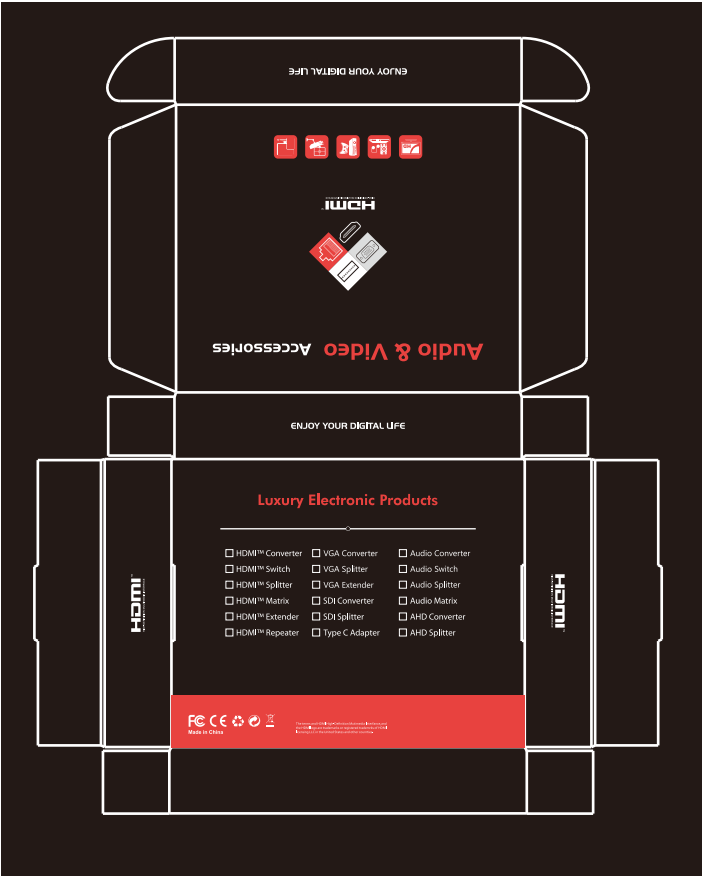 ENJOY YOUR DIGITAL LIFE
HDMI
Audio & Video Accessories
ENJOY YOUR DIGITAL LIFE
Luxury Electronic Products
HDMI™ Converter
HDMI™ Switch
HDMI™ Splitter
HDMI™ Matrix
HDMI™ Extender
HDMI™ Repeater
VGA Converter
VGA Splitter
VGA Extender
SDI Converter
SDI Splitter
Type C Adapter
Audio Converter
Audio Switch
Audio Splitter
Audio Matrix
AHD Converter
AHD Splitter
HDMI
HDMI
FC CE
Made in China